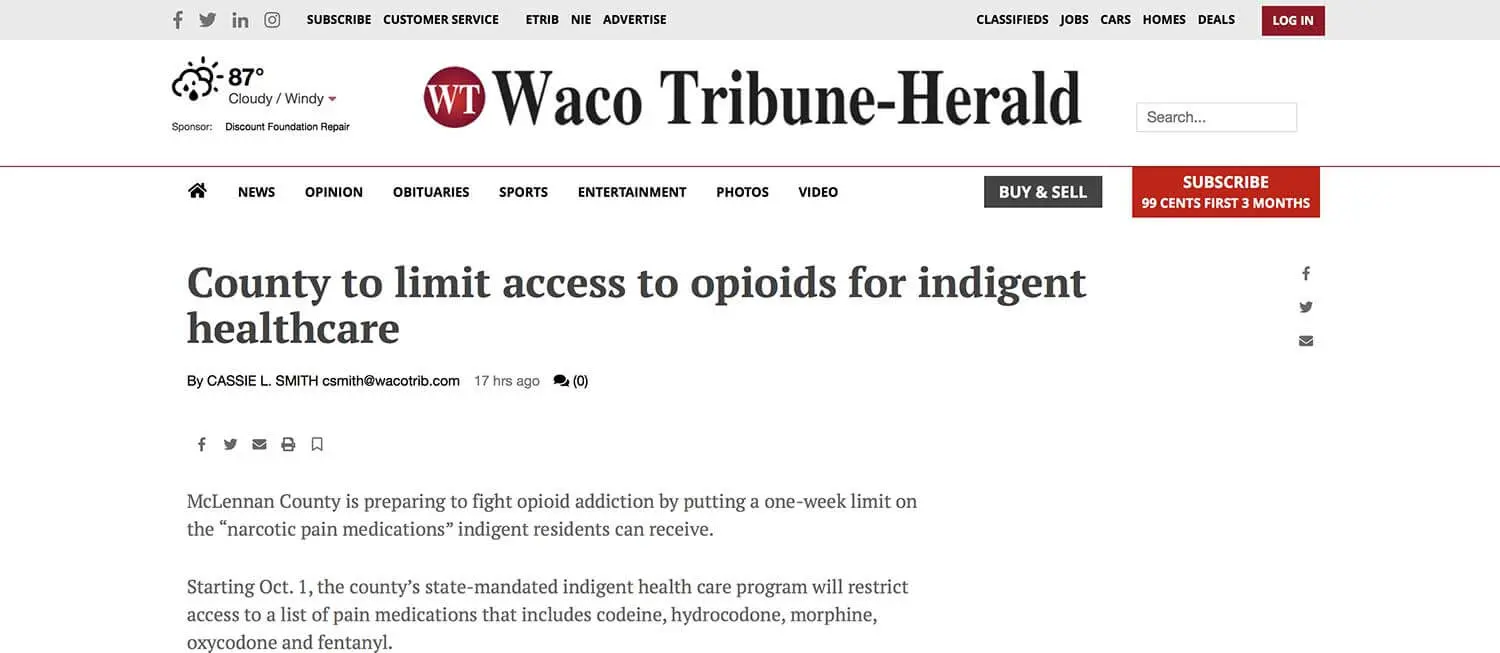 SUBSCRIBE CUSTOMER SERVICE ETRIB NIE ADVERTISE CLASSIFIEDS JOBS CARS HOMES DEALS LOG IN
87°
Cloudy / Windy
Sponsor: Discount Foundation Repair
WT Waco Tribune-Herald
Search...
NEWS OPINION OBITUARIES SPORTS ENTERTAINMENT PHOTOS VIDEO BUY & SELL
SUBSCRIBE
99 CENTS FIRST 3 MONTHS
County to limit access to opioids for indigent
healthcare
By CASSIE L. SMITH csmith@wacotrib.com 17 hrs ago (0)
McLennan County is preparing to fight opioid addiction by putting a one-week limit on
the “narcotic pain medications” indigent residents can receive.
Starting Oct. 1, the county’s state-mandated indigent health care program will restrict
access to a list of pain medications that includes codeine, hydrocodone, morphine,
oxycodone and fentanyl.